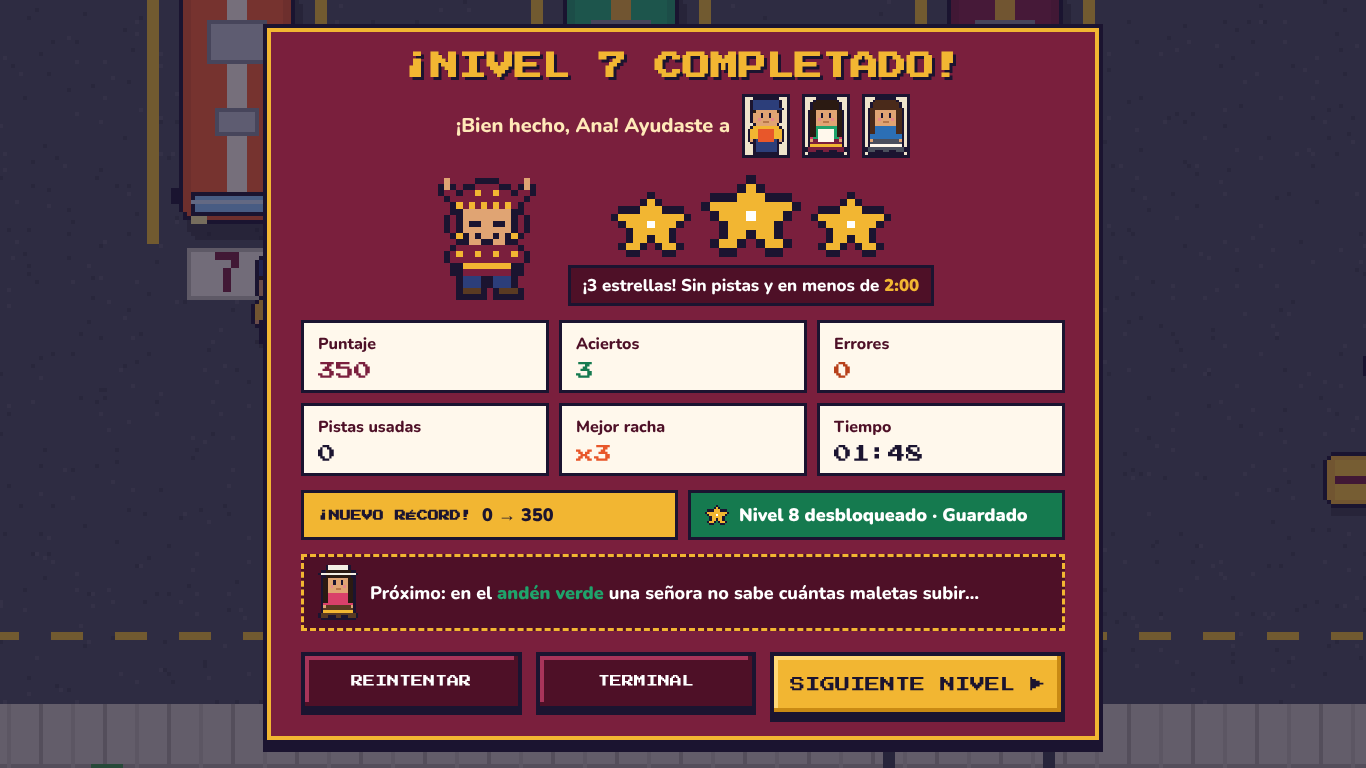 ¡NIVEL 7 COMPLETADO!
¡Bien hecho, Ana! Ayudaste a
¡3 estrellas! Sin pistas y en menos de 2:00
Puntaje
350
Aciertos
3
Errores
0
Pistas usadas
0
Mejor racha
x3
Tiempo
01:48
¡NUEVO RÉCORD! 0 → 350
Nivel 8 desbloqueado · Guardado
Próximo: en el andén verde una señora no sabe cuántas maletas subir...
REINTENTAR
TERMINAL
SIGUIENTE NIVEL ▶
7